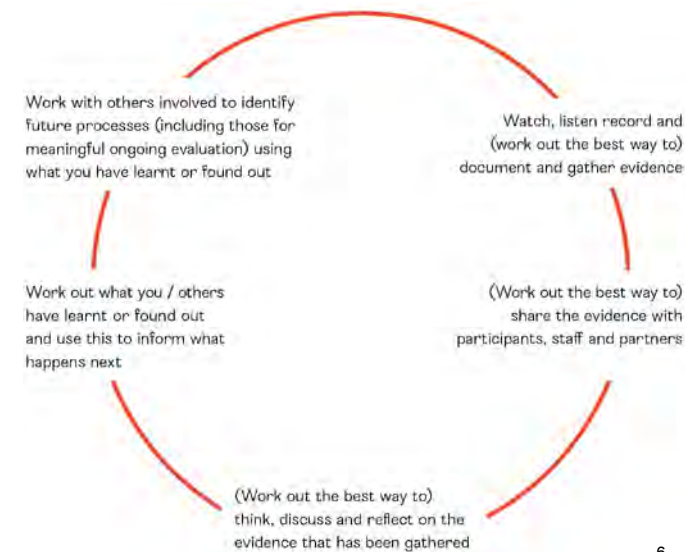 Work with others involved to identify
future processes (including those for
meaningful ongoing evaluation) using
what you have learnt or found out
Watch, listen record and
(work out the best way to)
document and gather evidence
(Work out the best way to)
share the evidence with
participants, staff and partners
(Work out the best way to)
think, discuss and reflect on the
evidence that has been gathered
Work out what you / others
have learnt or found out
and use this to inform what
happens next
6